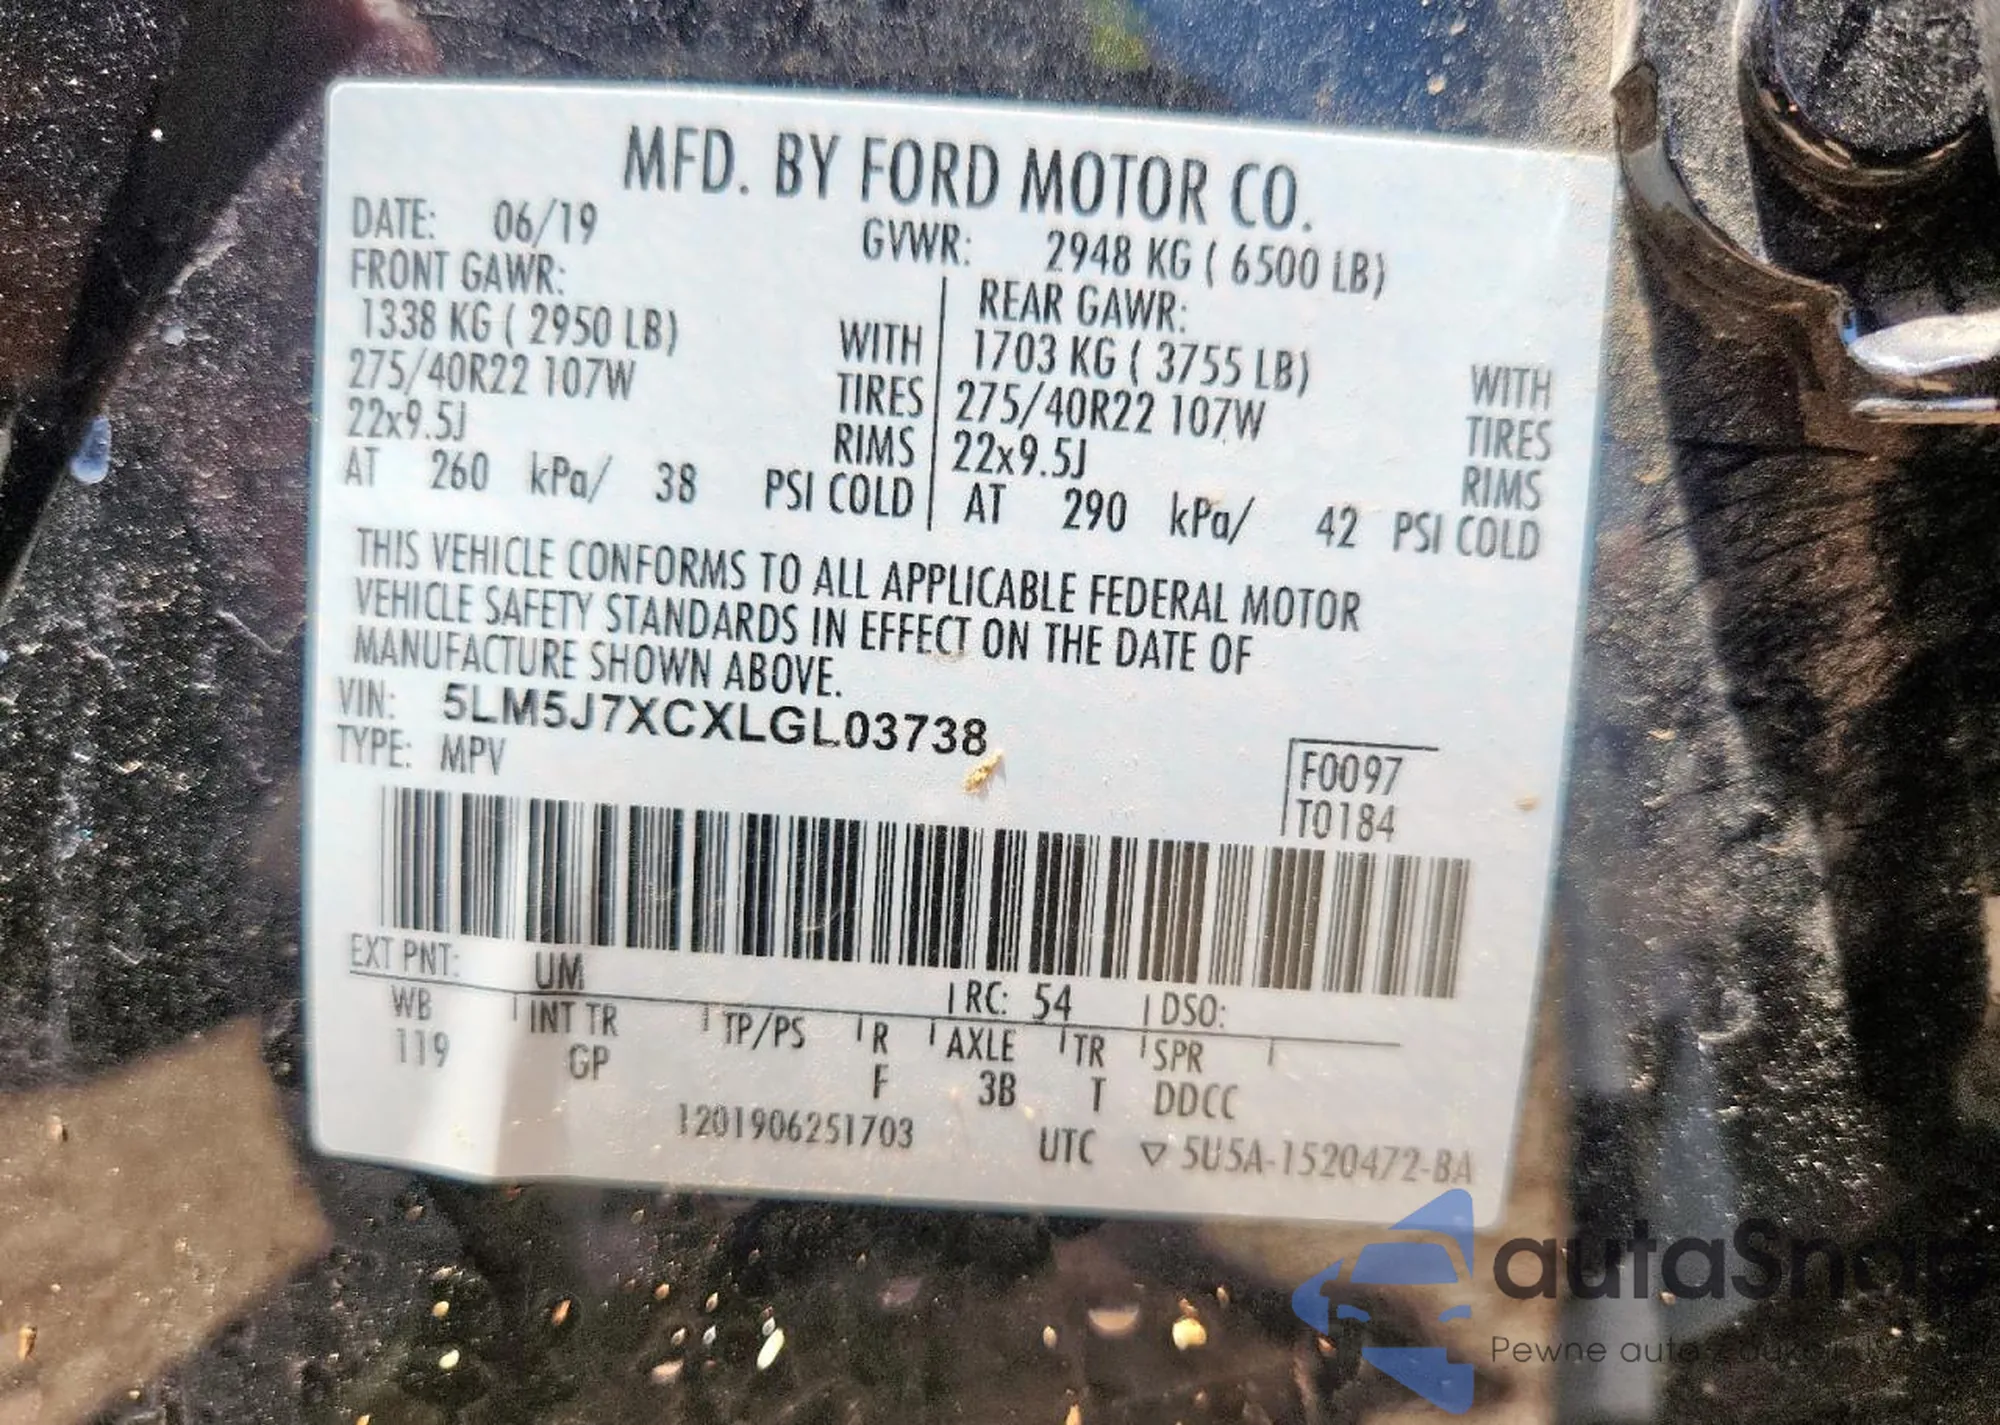 MFD. BY FORD MOTOR CO.
DATE: 06/19 GVWR: 2948 KG ( 6500 LB)
FRONT GAWR: REAR GAWR:
1338 KG ( 2950 LB) WITH 1703 KG ( 3755 LB) WITH
275/40R22 107W TIRES 275/40R22 107W TIRES
22x9.5J RIMS 22x9.5J RIMS
AT 260 kPa/ 38 PSI COLD AT 290 kPa/ 42 PSI COLD
THIS VEHICLE CONFORMS TO ALL APPLICABLE FEDERAL MOTOR
VEHICLE SAFETY STANDARDS IN EFFECT ON THE DATE OF
MANUFACTURE SHOWN ABOVE.
VIN: 5LM5J7XCXLGL03738
TYPE: MPV
F0097
T0184
EXT PNT: UM RC: 54 DSO:
WB INT TR TP/PS R AXLE TR SPR
119 GP F 3B T DDCC
1201906251703 UTC ▽ 5U5A-1520472-BA
autaSnap
Pewne auta